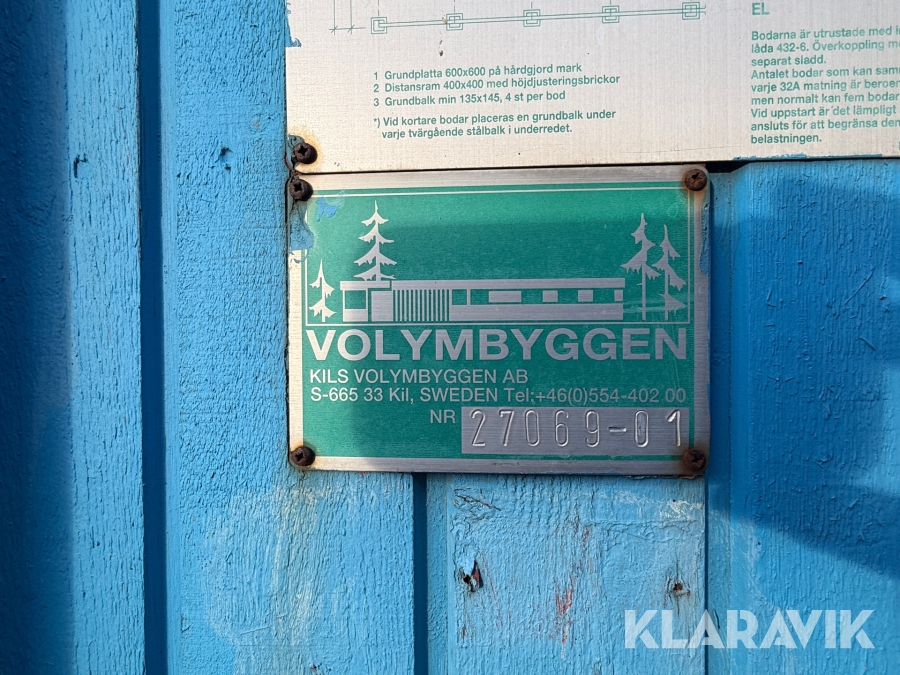 1 Grundplatta 600x600 på hårdgjord mark
2 Distansram 400x400 med höjdjusteringsbrickor
3 Grundbalk min 135x145, 4 st per bod
*) Vid kortare bodar placeras en grundbalk under
varje tvärgående stålbalk i underredet.
EL
Bodarna är utrustade med
låda 432-6. Överkoppling
separat sladd.
Antalet bodar som kan
varje 32A matning är
men normalt kan fem bodar
Vid uppstart är det lämpligt
ansluts för att begränsa
belastningen.
VOLYMBYGGEN
KILS VOLYMBYGGEN AB
S-665 33 Kil, SWEDEN Tel:+46(0)554-402 00
NR 27069-01
KLARAVIK